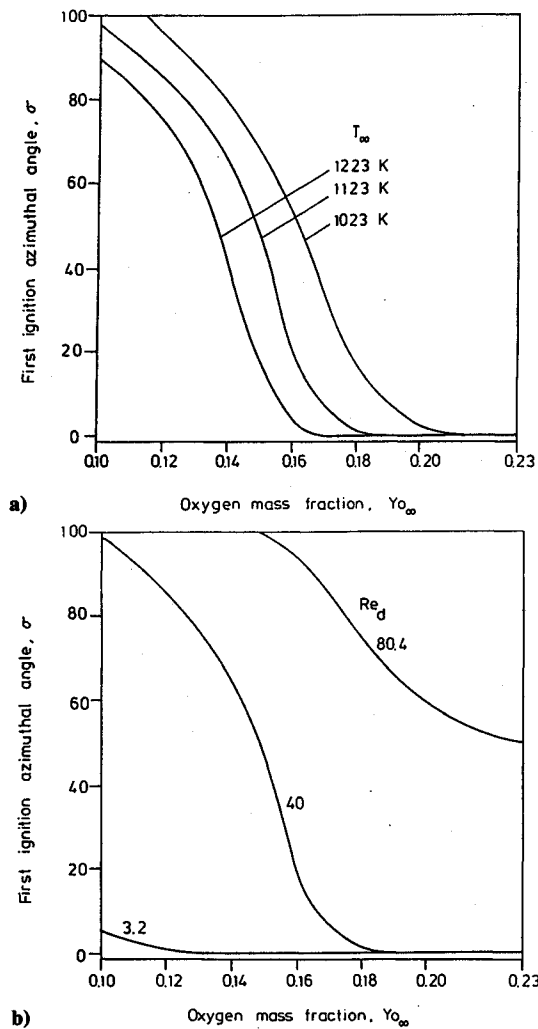 100
80
60
40
20
0
First ignition azimuthal angle, σ
T∞
1223 K
1123 K
1023 K
0.10
0.12
0.14
0.16
0.18
0.20
0.23
a)
Oxygen mass fraction, Yo∞
100
80
60
40
20
0
First ignition azimuthal angle, σ
Re_d
80.4
40
3.2
0.10
0.12
0.14
0.16
0.18
0.20
0.23
b)
Oxygen mass fraction, Yo∞